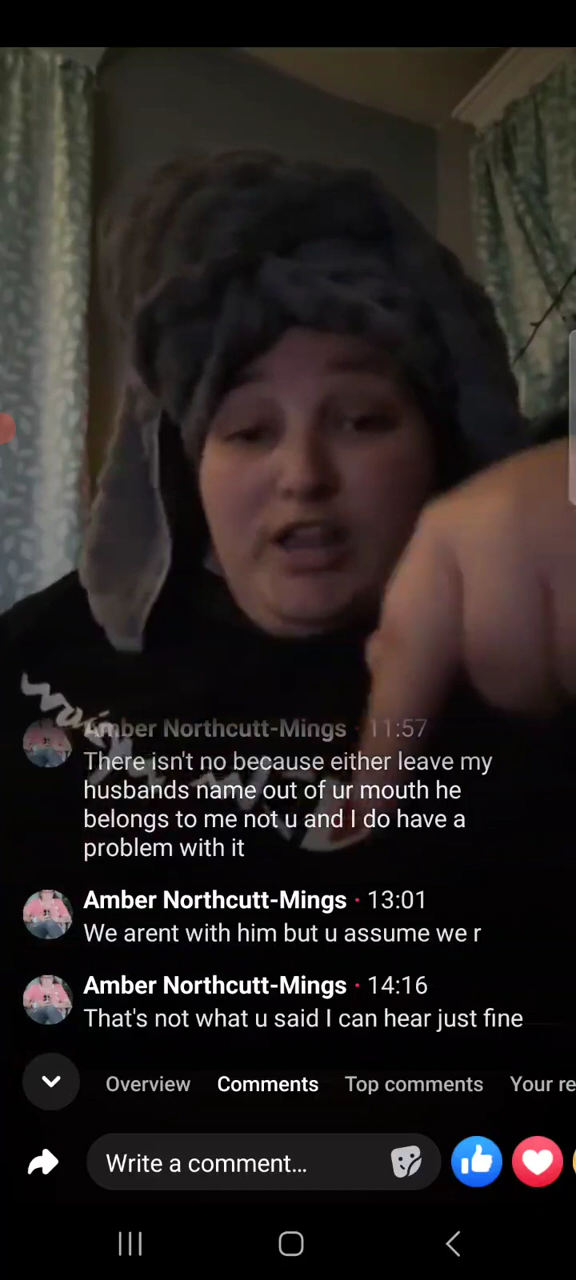 Amber Northcutt-Mings · 11:57
There isn't no because either leave my
husbands name out of ur mouth he
belongs to me not u and I do have a
problem with it
Amber Northcutt-Mings · 13:01
We arent with him but u assume we r
Amber Northcutt-Mings · 14:16
That's not what u said I can hear just fine
Overview Comments Top comments Your re
Write a comment...